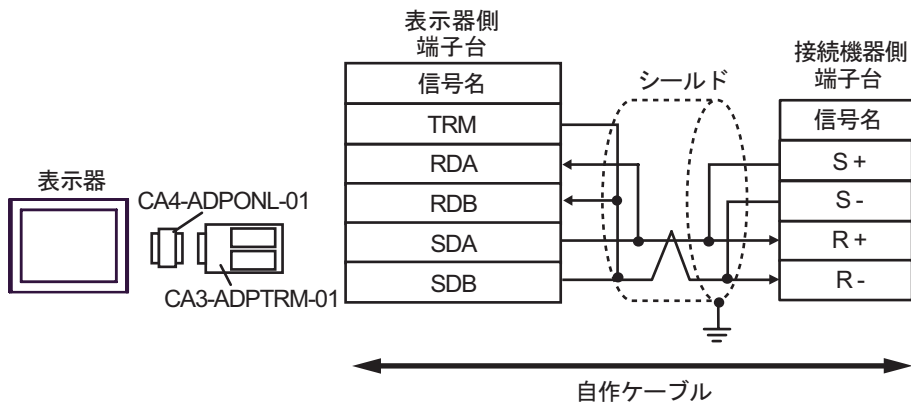 表示器
CA4-ADPONL-01
CA3-ADPTRM-01
表示器側
端子台
信号名
TRM
RDA
RDB
SDA
SDB
シールド
接続機器側
端子台
信号名
S+
S-
R+
R-
自作ケーブル